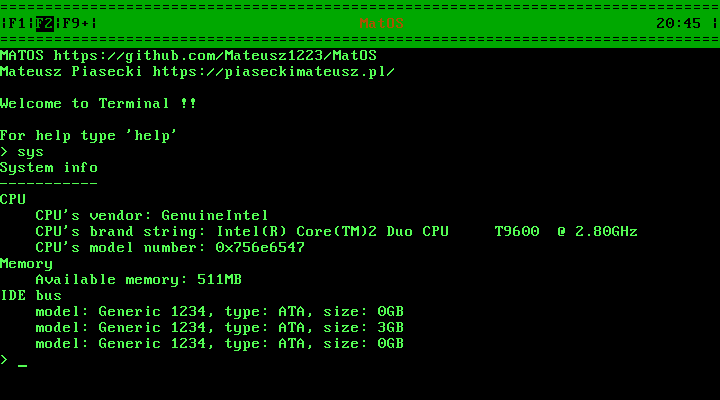 |F1|F2|F9+| MatOS 20:45 |
MATOS https://github.com/Mateusz1223/MatOS
Mateusz Piasecki https://piaseckimateusz.pl/
Welcome to Terminal !!
For help type 'help'
> sys
System info
-----------
CPU
CPU's vendor: GenuineIntel
CPU's brand string: Intel(R) Core(TM)2 Duo CPU     T9600  @ 2.80GHz
CPU's model number: 0x756e6547
Memory
Available memory: 511MB
IDE bus
model: Generic 1234, type: ATA, size: 0GB
model: Generic 1234, type: ATA, size: 3GB
model: Generic 1234, type: ATA, size: 0GB
> _